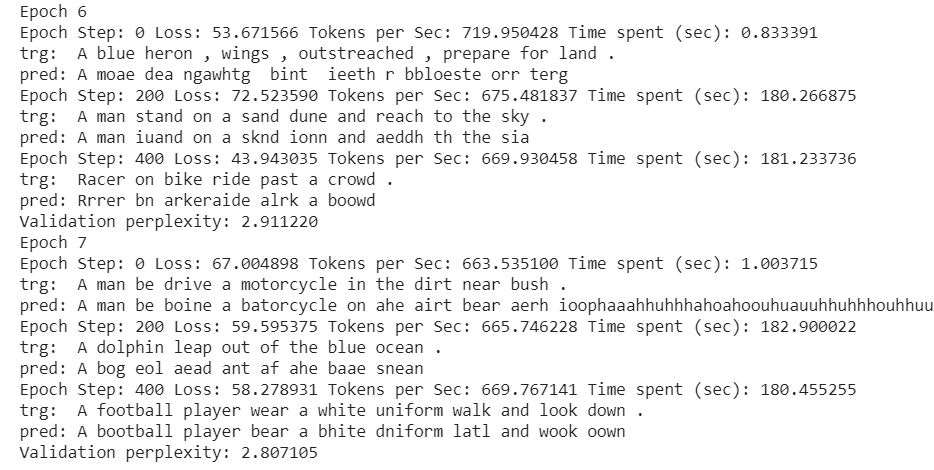 Epoch 6
Epoch Step: 0 Loss: 53.671566 Tokens per Sec: 719.950428 Time spent (sec): 0.833391
trg:  A blue heron , wings , outstreached , prepare for land .
pred: A moae dea ngawhtg  bint  ieeth r bbloeste orr terg
Epoch Step: 200 Loss: 72.523590 Tokens per Sec: 675.481837 Time spent (sec): 180.266875
trg:  A man stand on a sand dune and reach to the sky .
pred: A man iuand on a sknd ionn and aeddh th the sia
Epoch Step: 400 Loss: 43.943035 Tokens per Sec: 669.930458 Time spent (sec): 181.233736
trg:  Racer on bike ride past a crowd .
pred: Rrrer bn arkeraide alrk a boowd
Validation perplexity: 2.911220
Epoch 7
Epoch Step: 0 Loss: 67.004898 Tokens per Sec: 663.535100 Time spent (sec): 1.003715
trg:  A man be drive a motorcycle in the dirt near bush .
pred: A man be boine a batorcycle on ahe airt bear aerh ioophaaahhuhhhahoahoouhuauuhhuhhhouhhuu
Epoch Step: 200 Loss: 59.595375 Tokens per Sec: 665.746228 Time spent (sec): 182.900022
trg:  A dolphin leap out of the blue ocean .
pred: A bog eol aead ant af ahe baae snean
Epoch Step: 400 Loss: 58.278931 Tokens per Sec: 669.767141 Time spent (sec): 180.455255
trg:  A football player wear a white uniform walk and look down .
pred: A bootball player bear a bhite dniform latl and wook oown
Validation perplexity: 2.807105